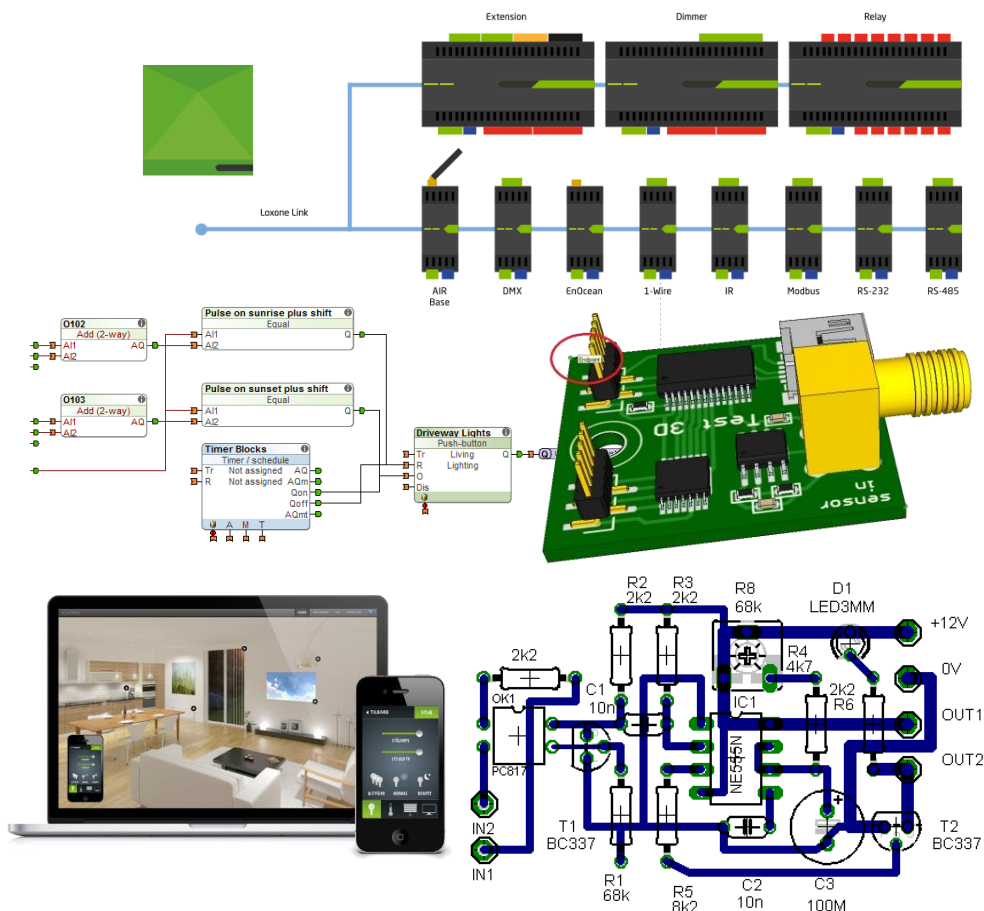 Extension
Dimmer
Relay
Loxone Link
AIR
Base
DMX
EnOcean
1-Wire
IR
Modbus
RS-232
RS-485
O102
Add (2-way)
AI1
AQ
AI2
Pulse on sunrise plus shift
Equal
AI1
Q
AI2
O103
Add (2-way)
AI1
AQ
AI2
Pulse on sunset plus shift
Equal
AI1
Q
AI2
Timer Blocks
Timer / schedule
Tr Not assigned AQ
R Not assigned AQm
Qon
Qoff
AQmt
A M T
Driveway Lights
Push-button
Tr Living Q
R Lighting
O
Dis
Q
Endpoint
Test 3D
sensor
in
R2
2k2
R3
2k2
R8
68k
D1
LED3MM
+12V
0V
OUT1
OUT2
2k2
OK1
PC817
C1
10n
R4
4k7
IC1
NE555N
2k2
R6
IN2
IN1
T1
BC337
R1
68k
R5
8k2
C2
10n
C3
100M
+
T2
BC337